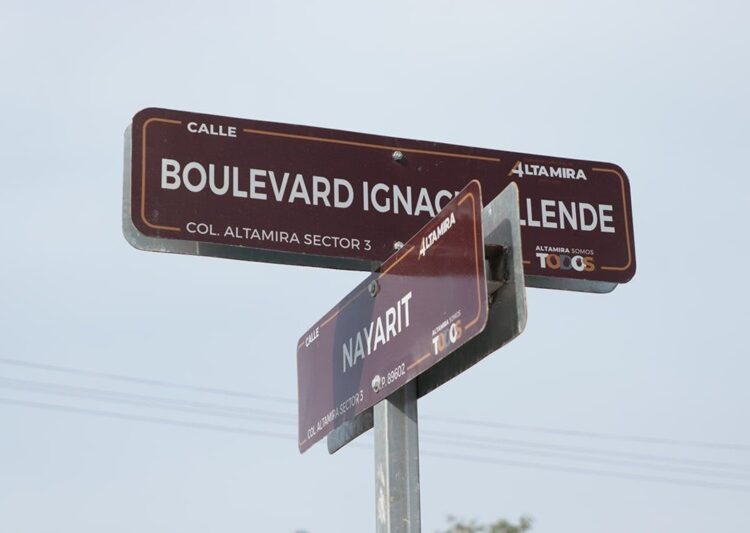 CALLE
ALTAMIRA
BOULEVARD IGNAC LLENDE
COL. ALTAMIRA SECTOR 3
ALTAMIRA SOMOS
TODOS
CALLE
ALTAMIRA
NAYARIT
COL. ALTAMIRA SECTOR 3
C.P. 89602
ALTAMIRA SOMOS
TODOS